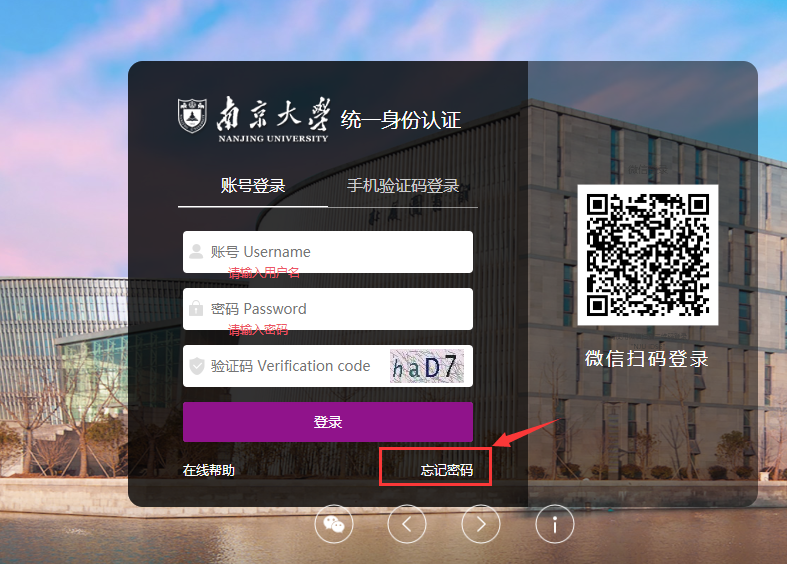 南京大学
NANJING UNIVERSITY
统一身份认证
账号登录
手机验证码登录
账号 Username
请输入用户名
密码 Password
请输入密码
验证码 Verification code
haD7
登录
在线帮助
忘记密码
微信扫码登录